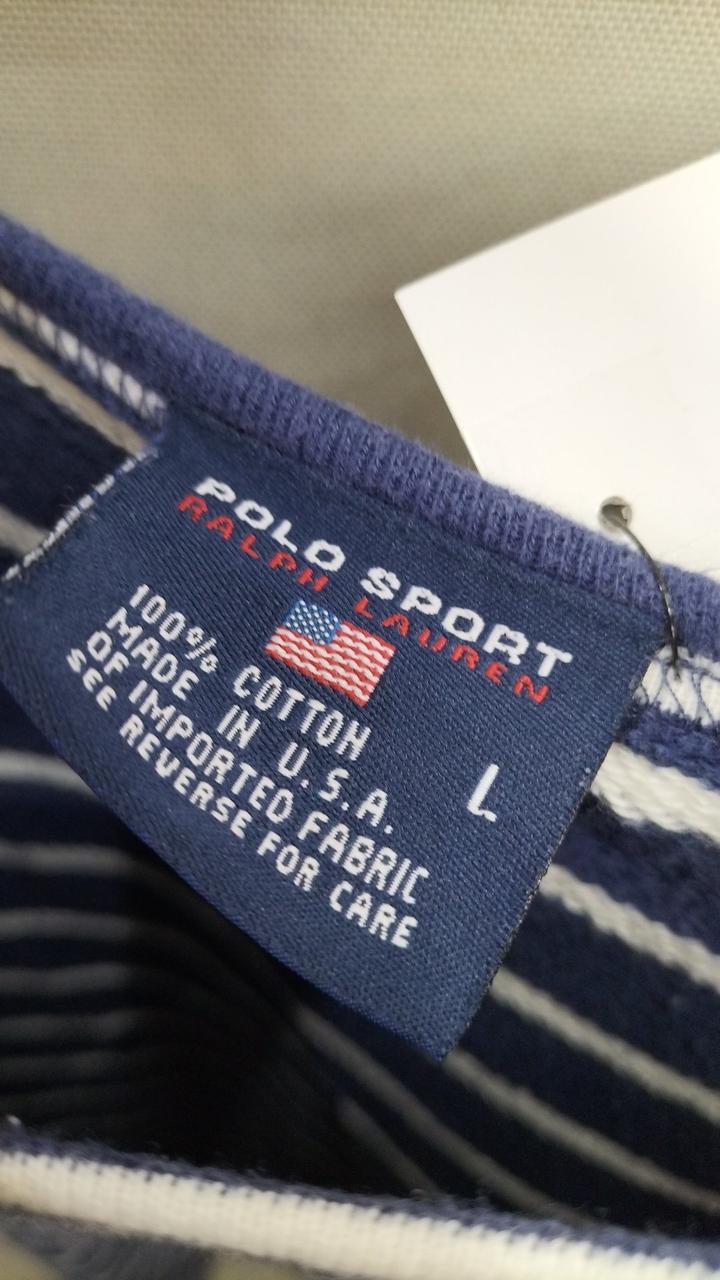 POLO SPORT
RALPH LAUREN
100% COTTON
MADE IN U.S.A.
OF IMPORTED FABRIC
SEE REVERSE FOR CARE
L